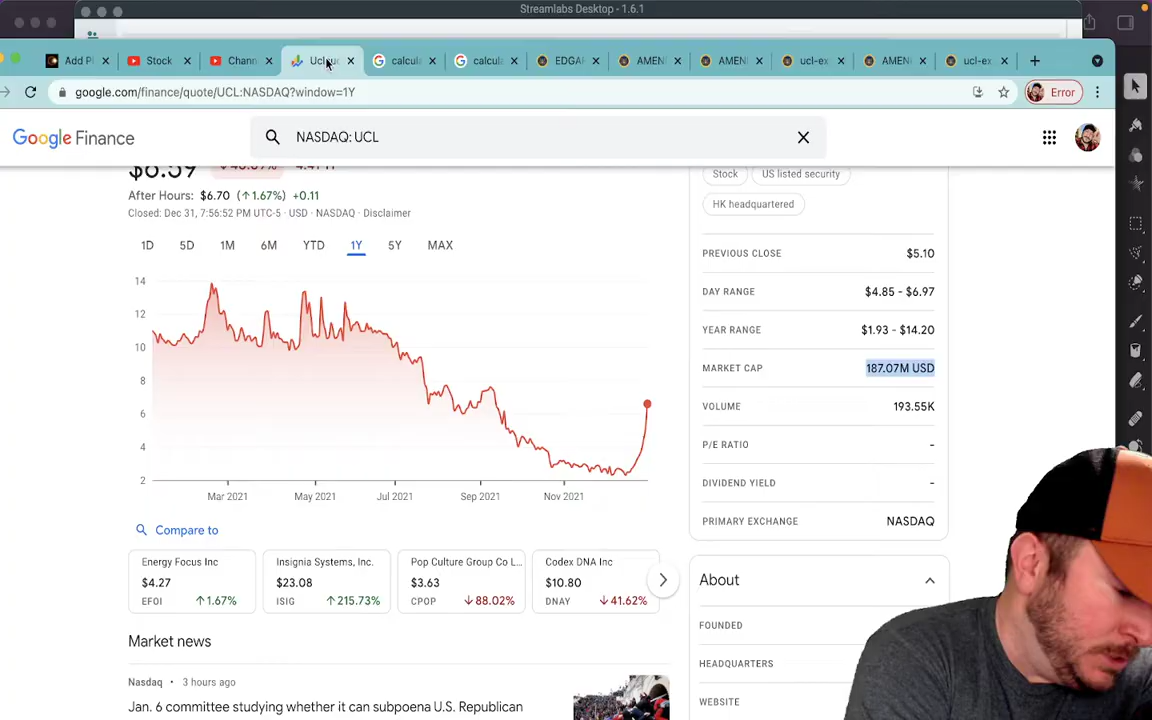 Streamlabs Desktop - 1.6.1
Add Pl
Stock
Chann
Uclou
calcula
calcula
EDGAR
AMEN
AMEN
ucl-ex
AMEN
ucl-ex
google.com/finance/quote/UCL:NASDAQ?window=1Y
Error
Google Finance
NASDAQ: UCL
$6.59
After Hours: $6.70 (↑1.67%) +0.11
Closed: Dec 31, 7:56:52 PM UTC-5 · USD · NASDAQ · Disclaimer
1D 5D 1M 6M YTD 1Y 5Y MAX
14
12
10
8
6
4
2
Mar 2021 May 2021 Jul 2021 Sep 2021 Nov 2021
Compare to
Energy Focus Inc
$4.27
EFOI ↑1.67%
Insignia Systems, Inc.
$23.08
ISIG ↑215.73%
Pop Culture Group Co L...
$3.63
CPOP ↓88.02%
Codex DNA Inc
$10.80
DNAY ↓41.62%
Market news
Nasdaq • 3 hours ago
Jan. 6 committee studying whether it can subpoena U.S. Republican
Stock
US listed security
HK headquartered
PREVIOUS CLOSE $5.10
DAY RANGE $4.85 - $6.97
YEAR RANGE $1.93 - $14.20
MARKET CAP 187.07M USD
VOLUME 193.55K
P/E RATIO -
DIVIDEND YIELD -
PRIMARY EXCHANGE NASDAQ
About
FOUNDED
HEADQUARTERS
WEBSITE